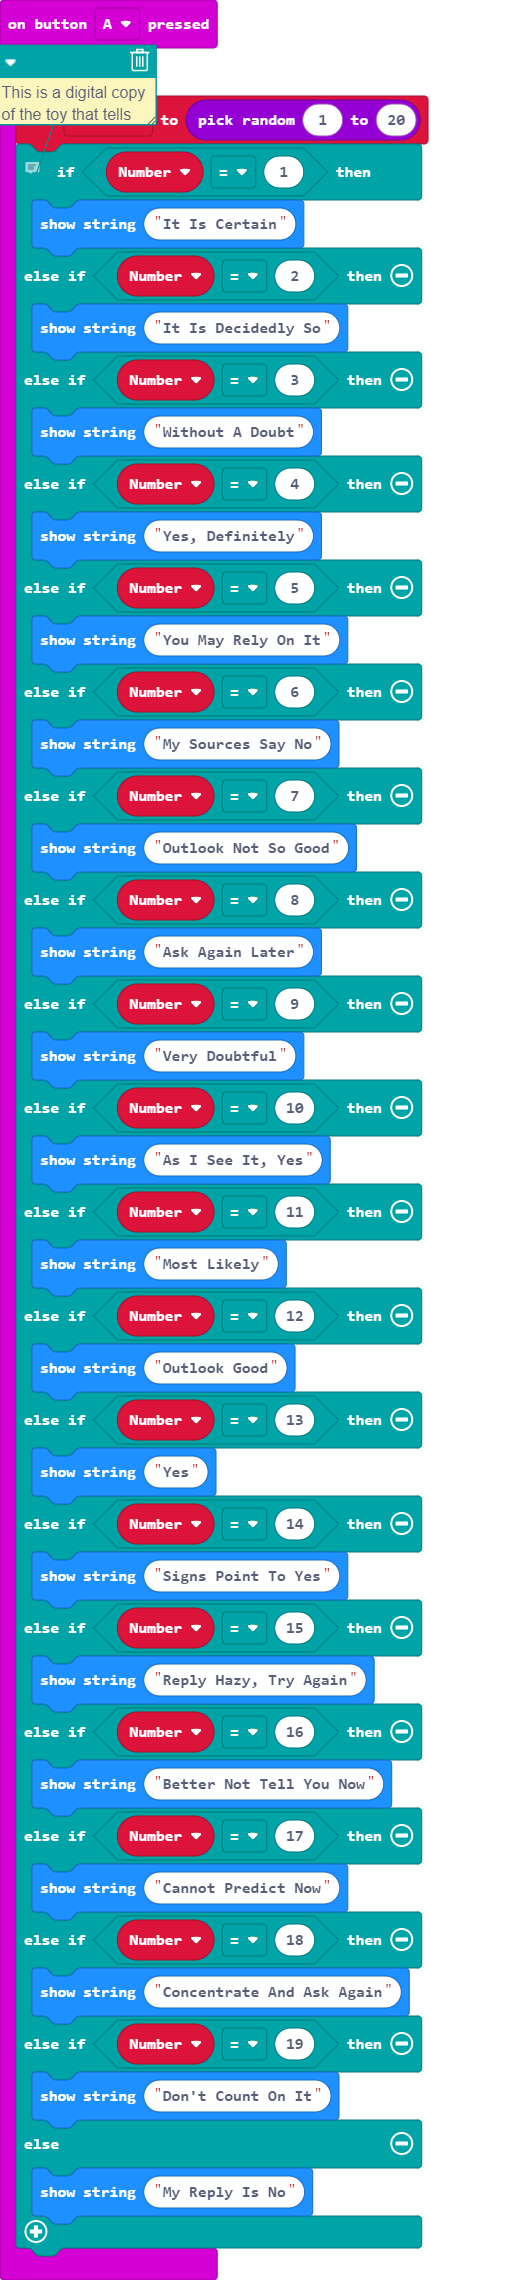 on button A pressed
This is a digital copy
of the toy that tells
to pick random 1 to 20
if Number = 1 then
show string "It Is Certain"
else if Number = 2 then
show string "It Is Decidedly So"
else if Number = 3 then
show string "Without A Doubt"
else if Number = 4 then
show string "Yes, Definitely"
else if Number = 5 then
show string "You May Rely On It"
else if Number = 6 then
show string "My Sources Say No"
else if Number = 7 then
show string "Outlook Not So Good"
else if Number = 8 then
show string "Ask Again Later"
else if Number = 9 then
show string "Very Doubtful"
else if Number = 10 then
show string "As I See It, Yes"
else if Number = 11 then
show string "Most Likely"
else if Number = 12 then
show string "Outlook Good"
else if Number = 13 then
show string "Yes"
else if Number = 14 then
show string "Signs Point To Yes"
else if Number = 15 then
show string "Reply Hazy, Try Again"
else if Number = 16 then
show string "Better Not Tell You Now"
else if Number = 17 then
show string "Cannot Predict Now"
else if Number = 18 then
show string "Concentrate And Ask Again"
else if Number = 19 then
show string "Don't Count On It"
else
show string "My Reply Is No"